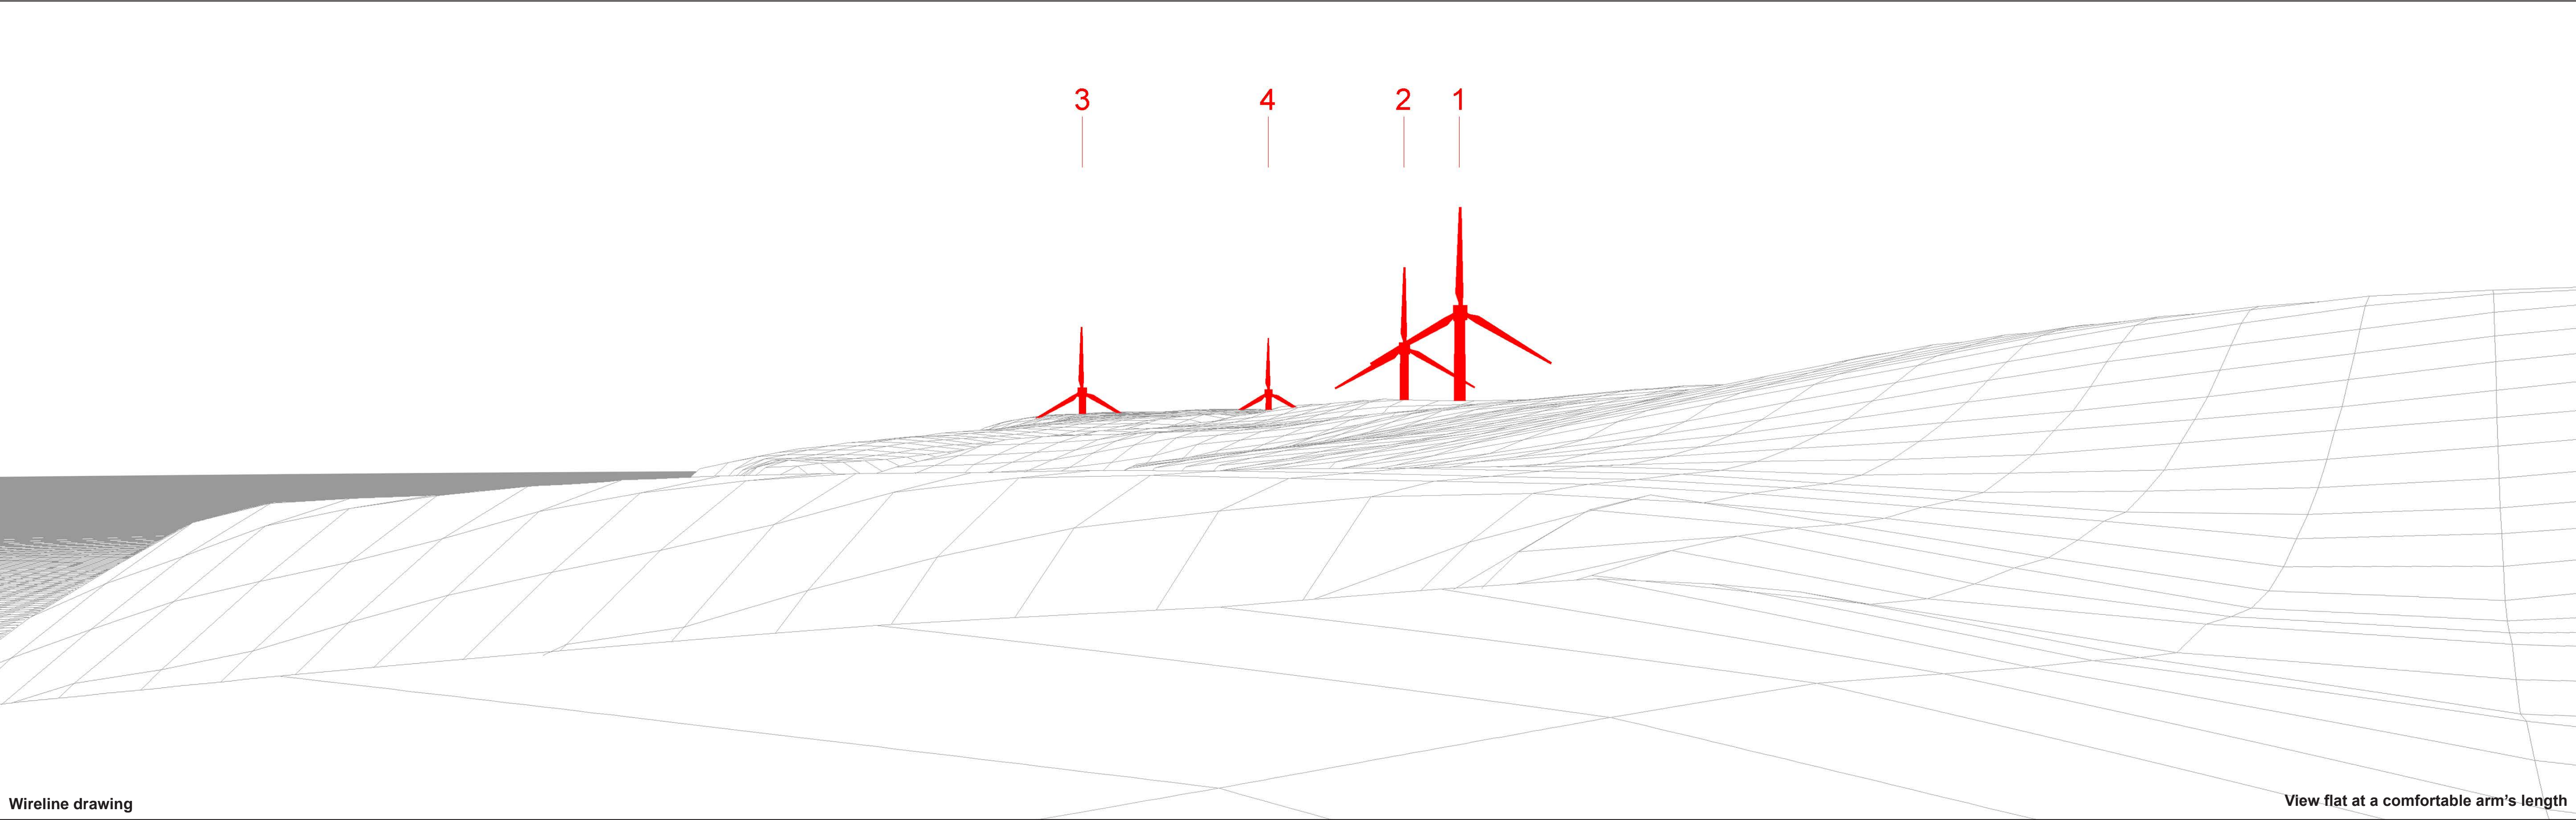 3 4 2 1
Wireline drawing
View flat at a comfortable arm's length